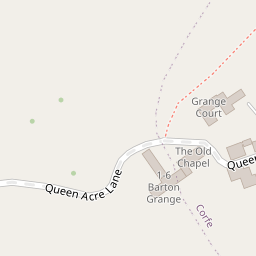 Grange
Court
The Old
Chapel
Queen
1-6
Barton
Grange
Queen Acre Lane
Corfe